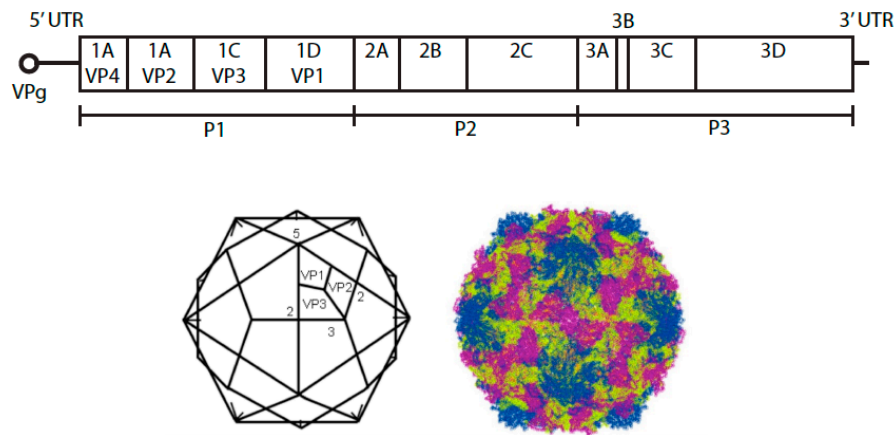 5′ UTR
3B
3′ UTR
1A 1A 1C 1D 2A 2B 2C 3A 3C 3D
VP4 VP2 VP3 VP1
VPg
P1 P2 P3
5
VP1
VP2
2
VP3
2
3